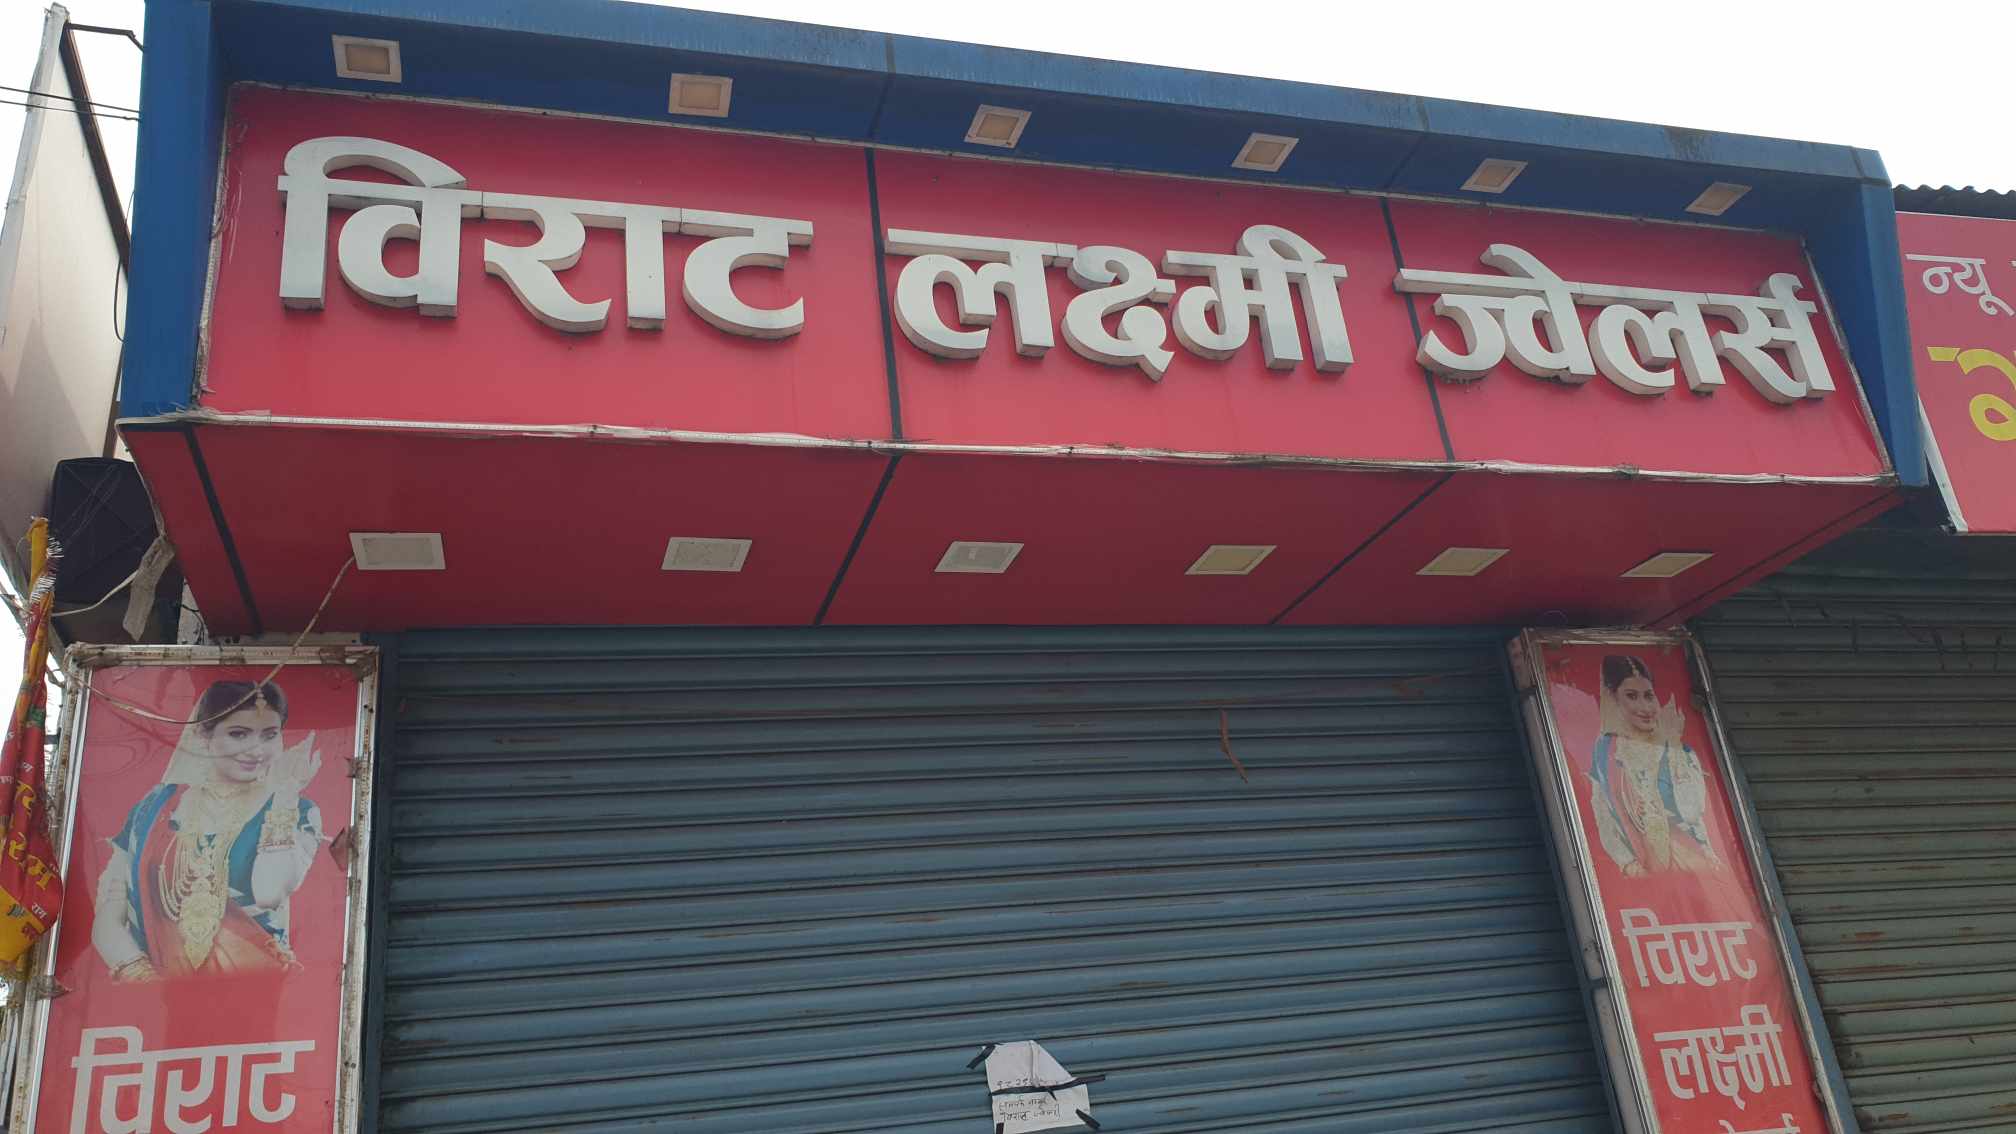 विराट लक्ष्मी ज्वेलर्स
न्यू
विराट
विराट
लक्ष्मी